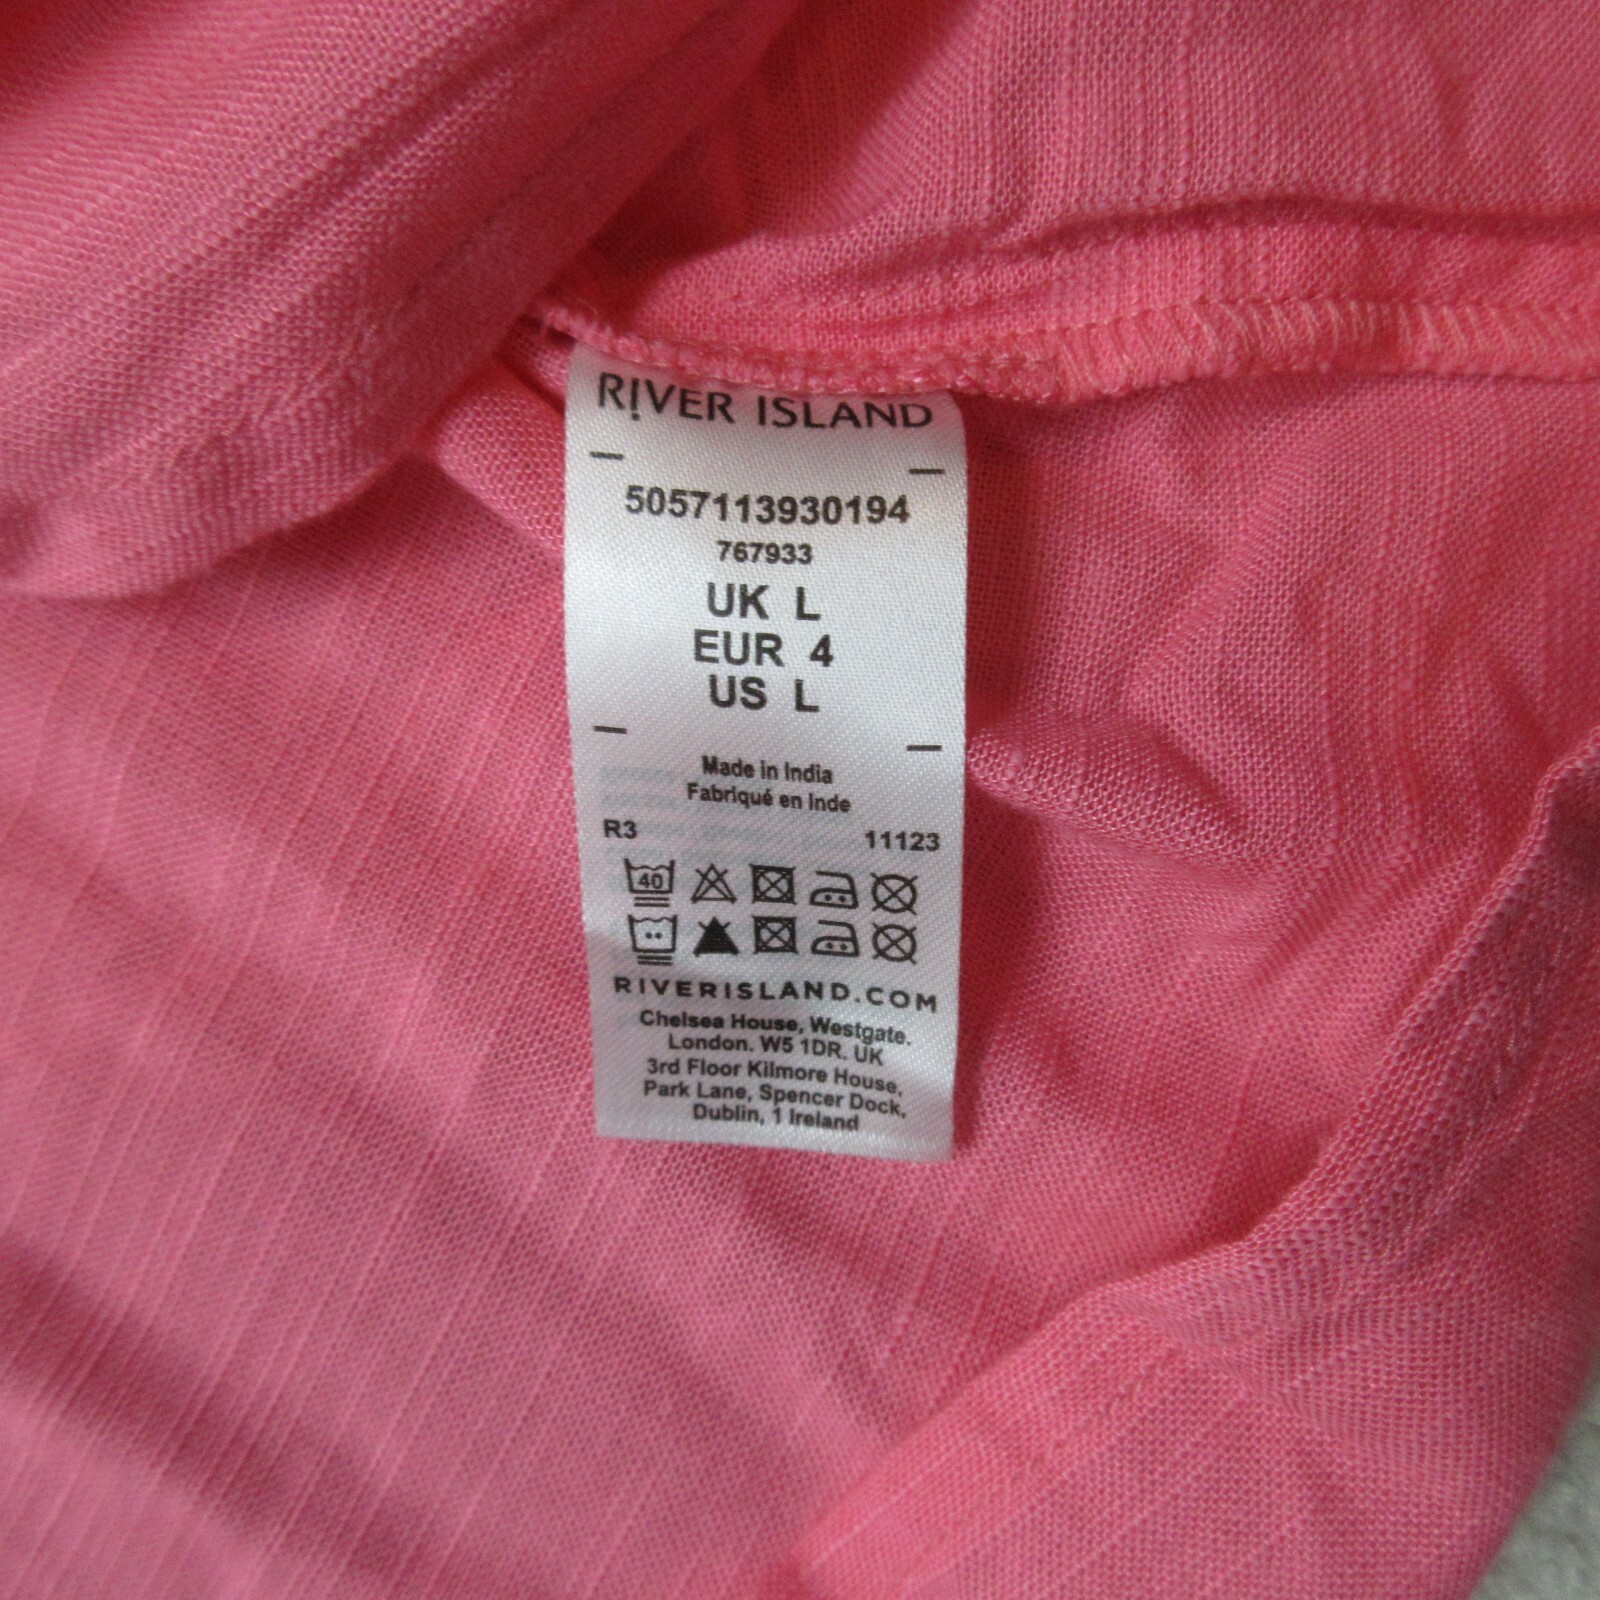 RIVER ISLAND
5057113930194
767933
UK L
EUR 4
US L
Made in India
Fabriqué en Inde
R3 11123
40
RIVERISLAND.COM
Chelsea House, Westgate.
London. W5 1DR. UK
3rd Floor Kilmore House,
Park Lane, Spencer Dock,
Dublin, 1 Ireland